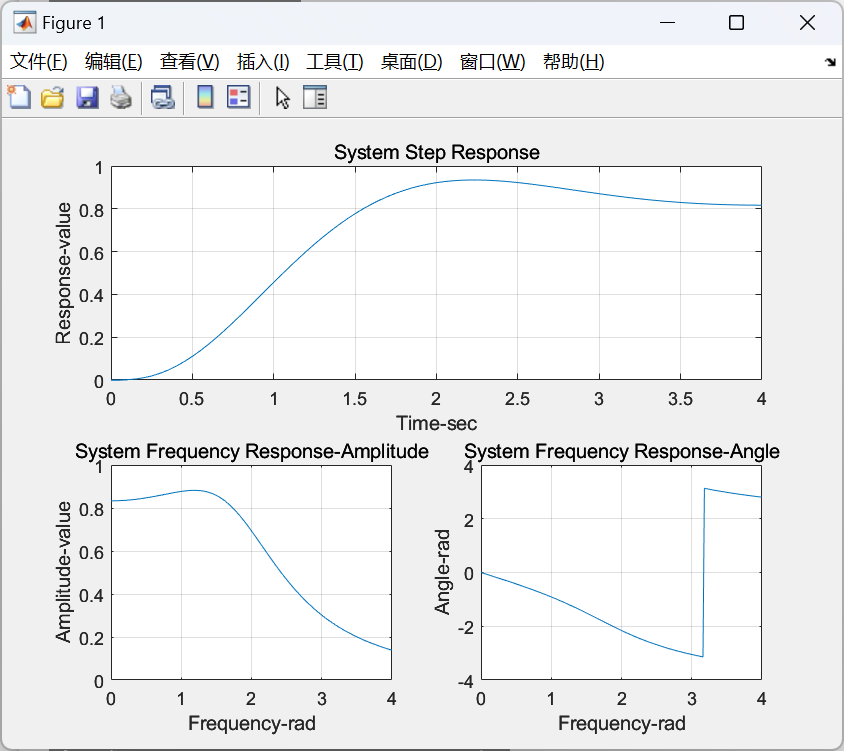 Figure 1
文件(F) 编辑(E) 查看(V) 插入(I) 工具(T) 桌面(D) 窗口(W) 帮助(H)
System Step Response
Response-value
1
0.8
0.6
0.4
0.2
0
0 0.5 1 1.5 2 2.5 3 3.5 4
Time-sec
System Frequency Response-Amplitude
Amplitude-value
1
0.8
0.6
0.4
0.2
0
0 1 2 3 4
Frequency-rad
System Frequency Response-Angle
Angle-rad
4
2
0
-2
-4
0 1 2 3 4
Frequency-rad